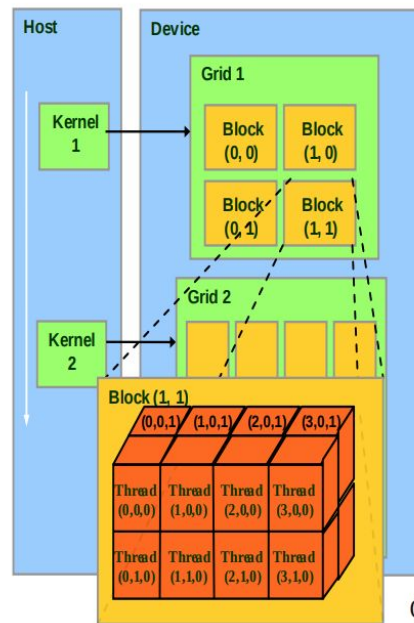 Host
Device
Grid 1
Kernel
1
Block
(0, 0)
Block
(1, 0)
Block
(0, 1)
Block
(1, 1)
Grid 2
Kernel
2
Block (1, 1)
(0,0,1) (1,0,1) (2,0,1) (3,0,1)
Thread
(0,0,0)
Thread
(1,0,0)
Thread
(2,0,0)
Thread
(3,0,0)
Thread
(0,1,0)
Thread
(1,1,0)
Thread
(2,1,0)
Thread
(3,1,0)